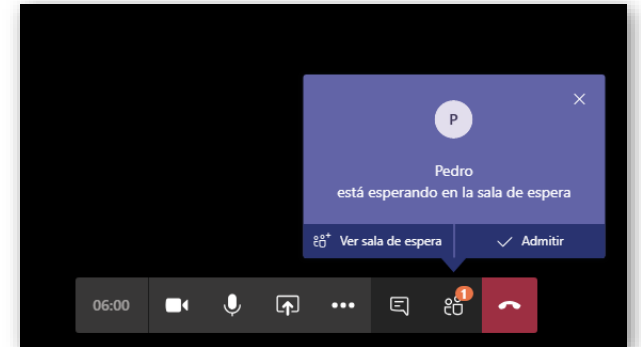 P
Pedro
está esperando en la sala de espera
Ver sala de espera
Admitir
06:00
1